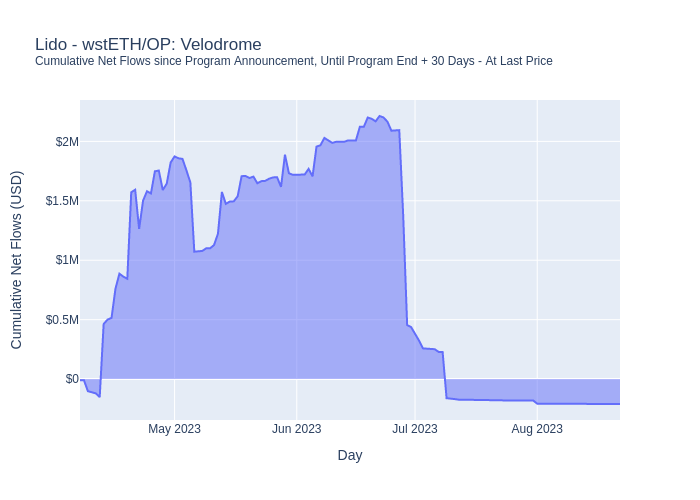 Lido - wstETH/OP: Velodrome
Cumulative Net Flows since Program Announcement, Until Program End + 30 Days - At Last Price
Cumulative Net Flows (USD)
$2M
$1.5M
$1M
$0.5M
$0
May 2023
Jun 2023
Jul 2023
Aug 2023
Day